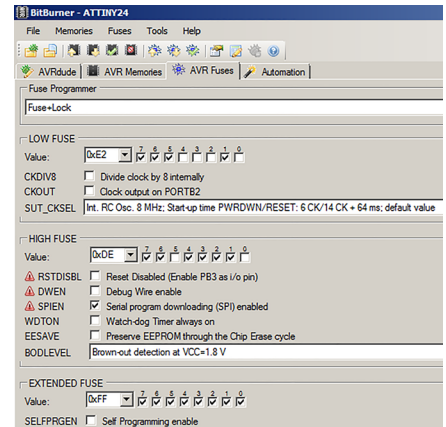 BitBurner - ATTINY24
File Memories Fuses Tools Help
AVRdude AVR Memories AVR Fuses Automation
Fuse Programmer
Fuse+Lock
LOW FUSE
7 6 5 4 3 2 1 0
Value: 0xE2
CKDIV8 Divide clock by 8 internally
CKOUT Clock output on PORTB2
SUT_CKSEL Int. RC Osc. 8 MHz; Start-up time PWRDWN/RESET: 6 CK/14 CK + 64 ms; default value
HIGH FUSE
7 6 5 4 3 2 1 0
Value: 0xDE
RSTDISBL Reset Disabled (Enable PB3 as i/o pin)
DWEN Debug Wire enable
SPIEN Serial program downloading (SPI) enabled
WDTON Watch-dog Timer always on
EESAVE Preserve EEPROM through the Chip Erase cycle
BODLEVEL Brown-out detection at VCC=1.8 V
EXTENDED FUSE
7 6 5 4 3 2 1 0
Value: 0xFF
SELFPRGEN Self Programming enable